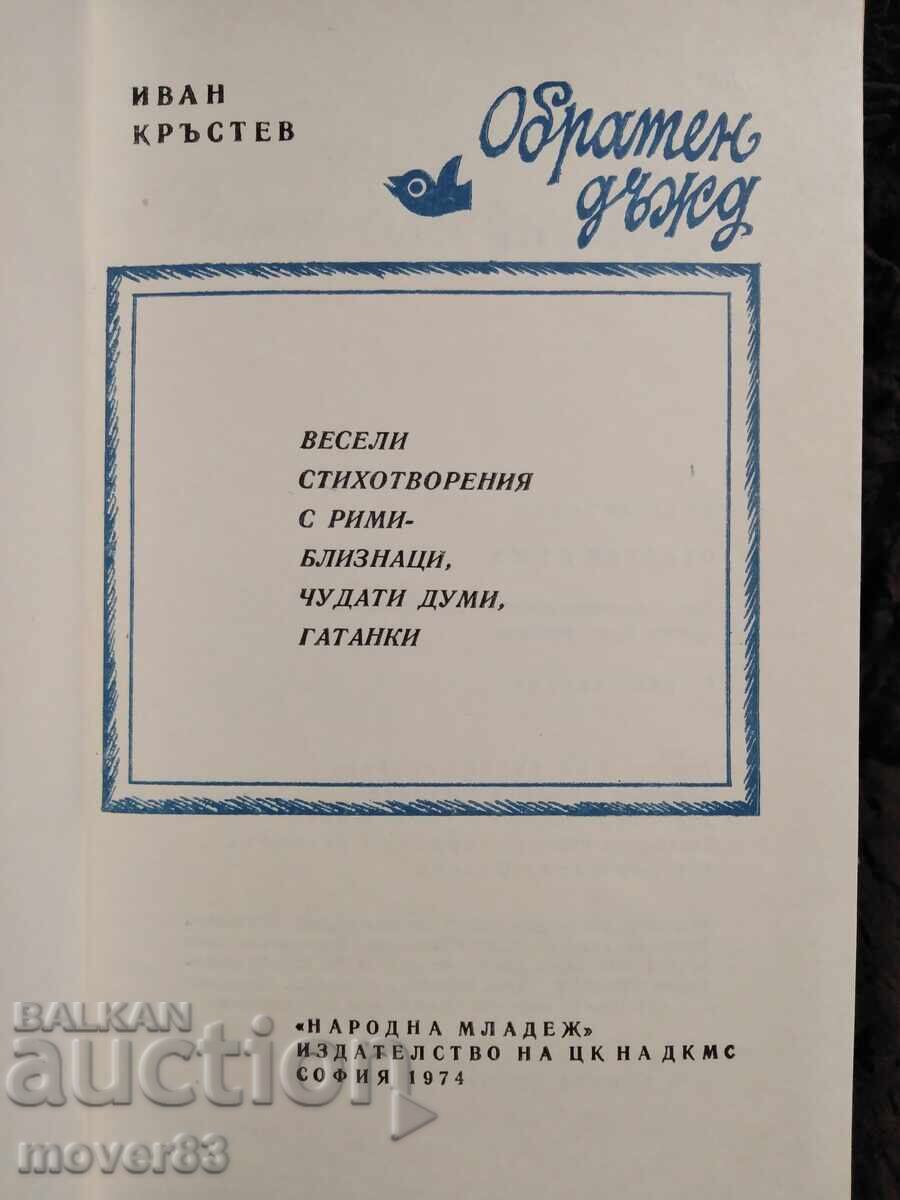 ИВАН
КРЪСТЕВ
Обратен
дъжд
ВЕСЕЛИ
СТИХОТВОРЕНИЯ
С РИМИ-
БЛИЗНАЦИ,
ЧУДАТИ ДУМИ,
ГАТАНКИ
«НАРОДНА МЛАДЕЖ»
ИЗДАТЕЛСТВО НА ЦК НА ДКМС
СОФИЯ 1974
BALKAN
auction
mover83